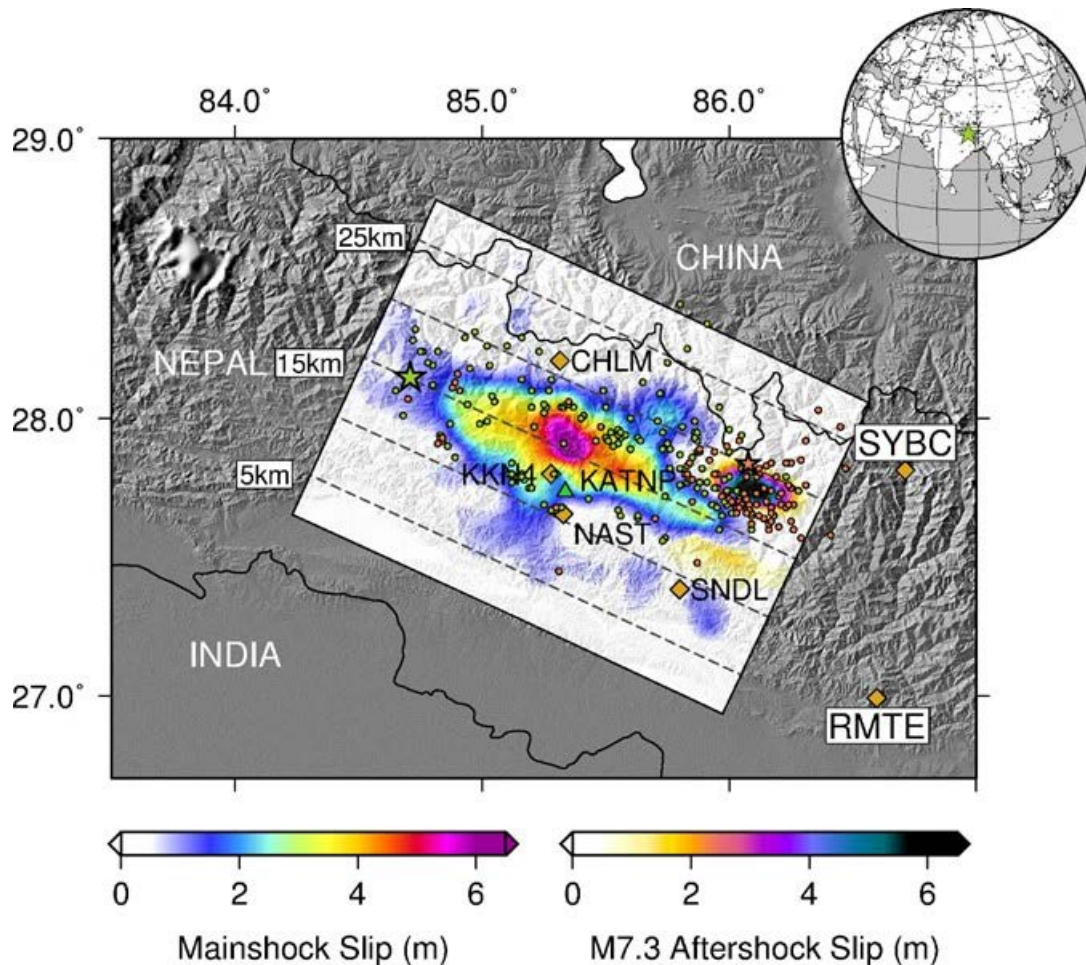 84.0°
85.0°
86.0°
29.0°
25km
CHINA
NEPAL
15km
CHLM
28.0°
SYBC
5km
KKN4
KATNP
NAST
SNDL
INDIA
27.0°
RMTE
0
2
4
6
0
2
4
6
Mainshock Slip (m)
M7.3 Aftershock Slip (m)